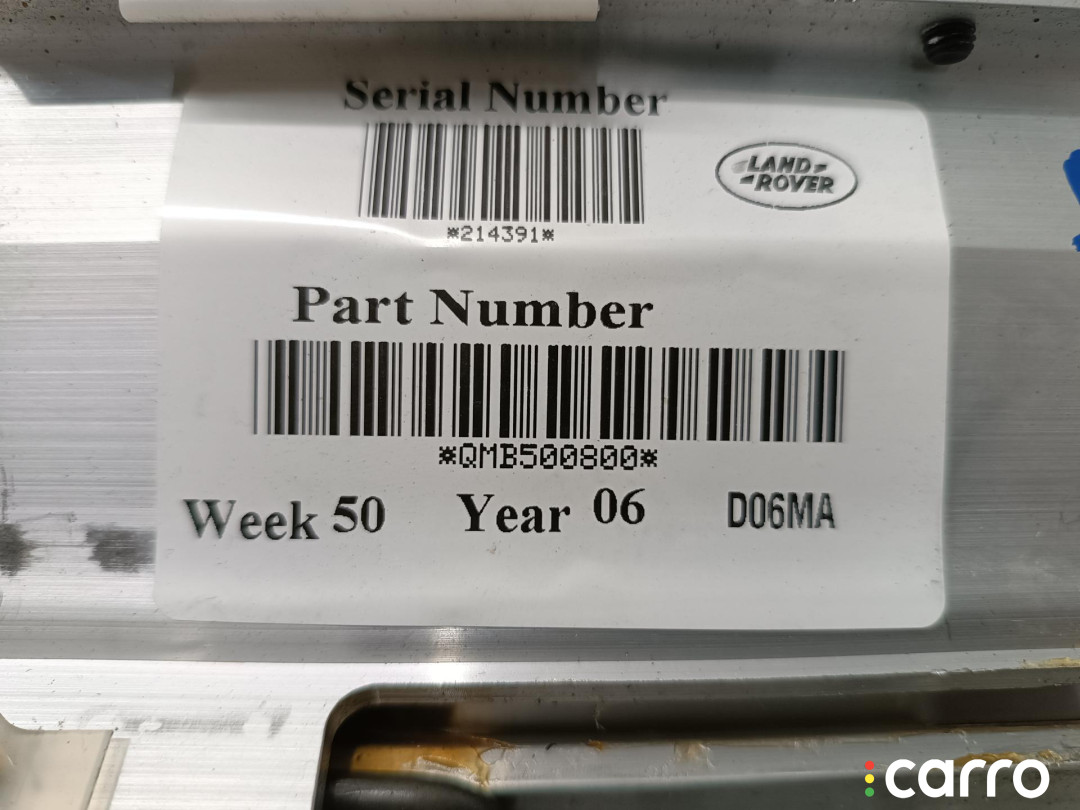 Serial Number
*214391*
LAND
ROVER
Part Number
*QMB500800*
Week 50 Year 06 D06MA
carro